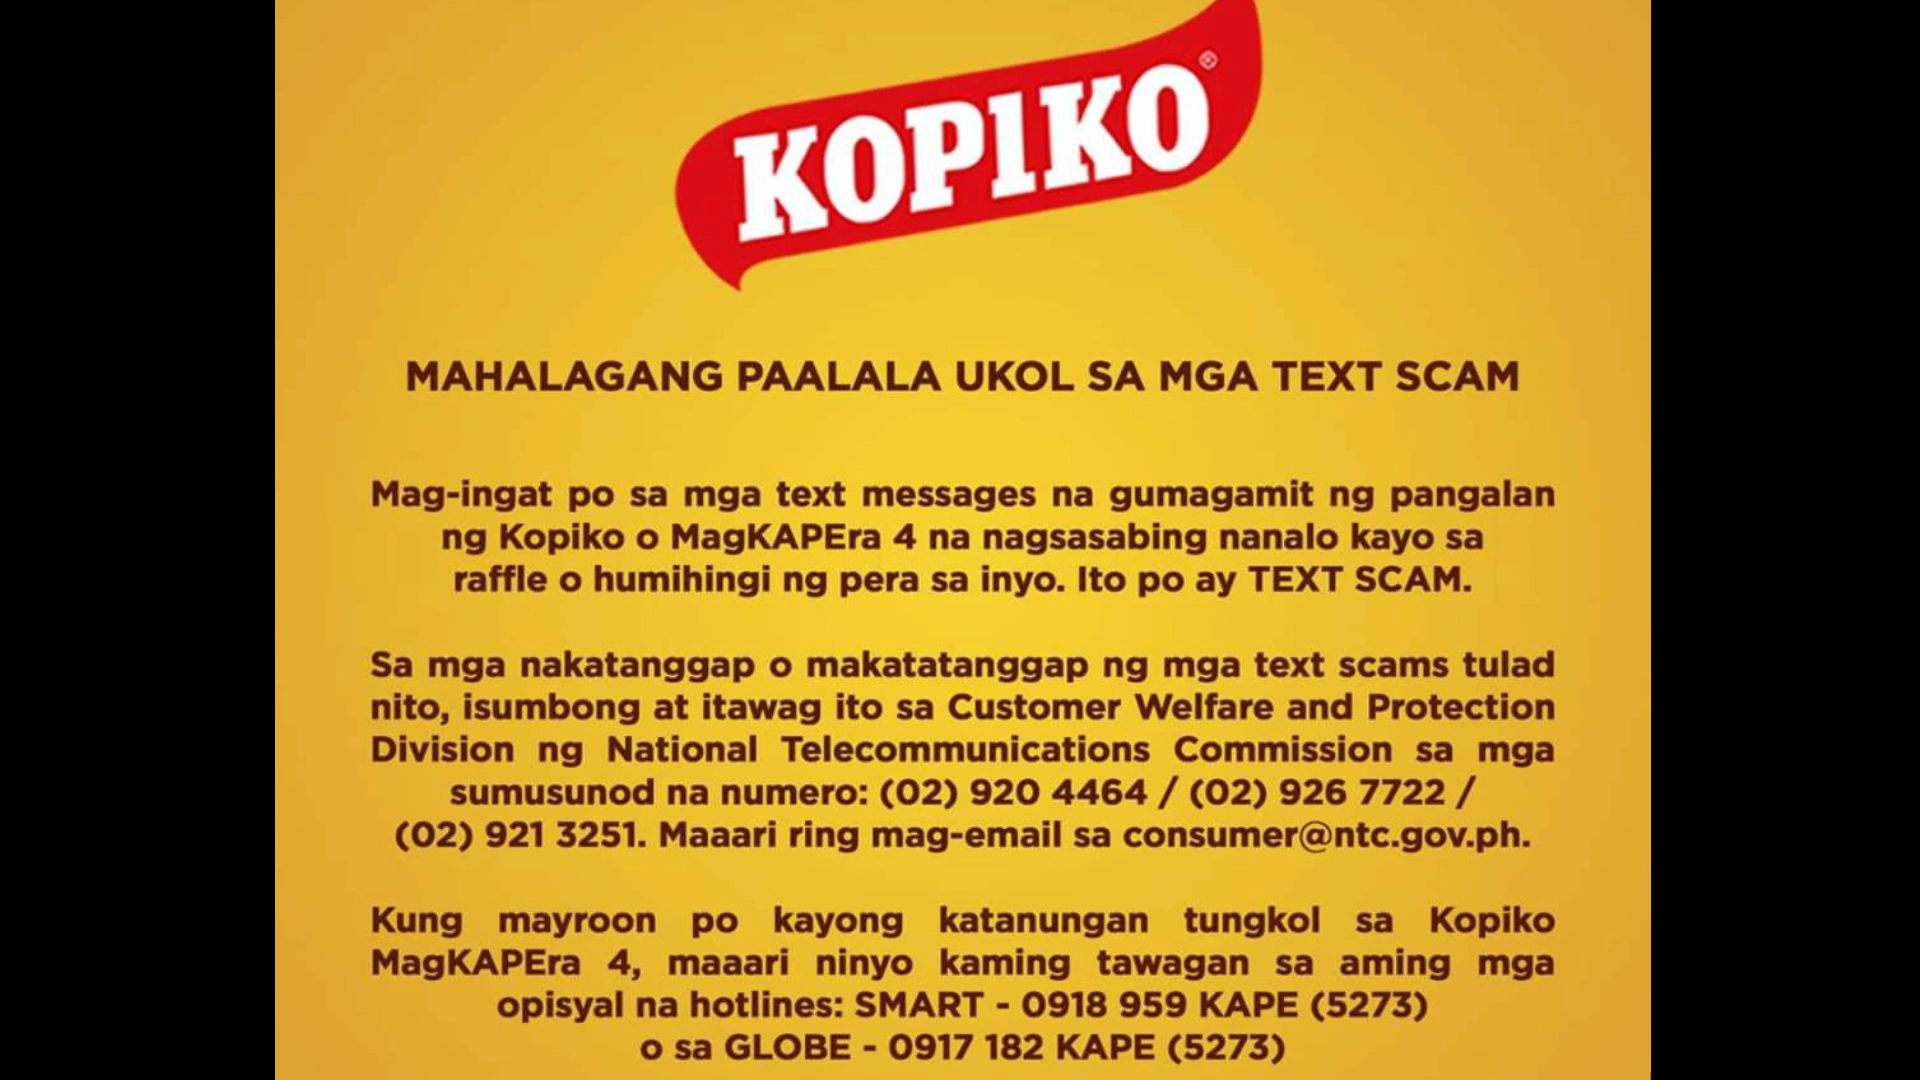 KOPIKO®
MAHALAGANG PAALALA UKOL SA MGA TEXT SCAM
Mag-ingat po sa mga text messages na gumagamit ng pangalan
ng Kopiko o MagKAPEra 4 na nagsasabing nanalo kayo sa
raffle o humihingi ng pera sa inyo. Ito po ay TEXT SCAM.
Sa mga nakatanggap o makatatanggap ng mga text scams tulad
nito, isumbong at itawag ito sa Customer Welfare and Protection
Division ng National Telecommunications Commission sa mga
sumusunod na numero: (02) 920 4464 / (02) 926 7722 /
(02) 921 3251. Maaari ring mag-email sa consumer@ntc.gov.ph.
Kung mayroon po kayong katanungan tungkol sa Kopiko
MagKAPEra 4, maaari ninyo kaming tawagan sa aming mga
opisyal na hotlines: SMART - 0918 959 KAPE (5273)
o sa GLOBE - 0917 182 KAPE (5273)